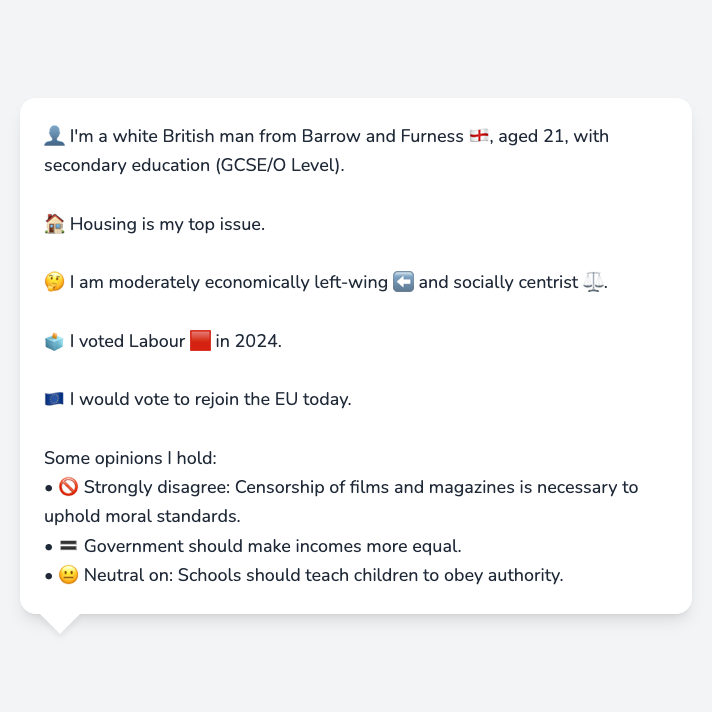 👤 I'm a white British man from Barrow and Furness 🏴󠁧󠁢󠁥󠁮󠁧󠁿, aged 21, with
secondary education (GCSE/O Level).
🏠 Housing is my top issue.
🤔 I am moderately economically left-wing ⬅️ and socially centrist ⚖️.
🗳️ I voted Labour 🟥 in 2024.
🇪🇺 I would vote to rejoin the EU today.
Some opinions I hold:
• 🚫 Strongly disagree: Censorship of films and magazines is necessary to
uphold moral standards.
• 🟰 Government should make incomes more equal.
• 😐 Neutral on: Schools should teach children to obey authority.